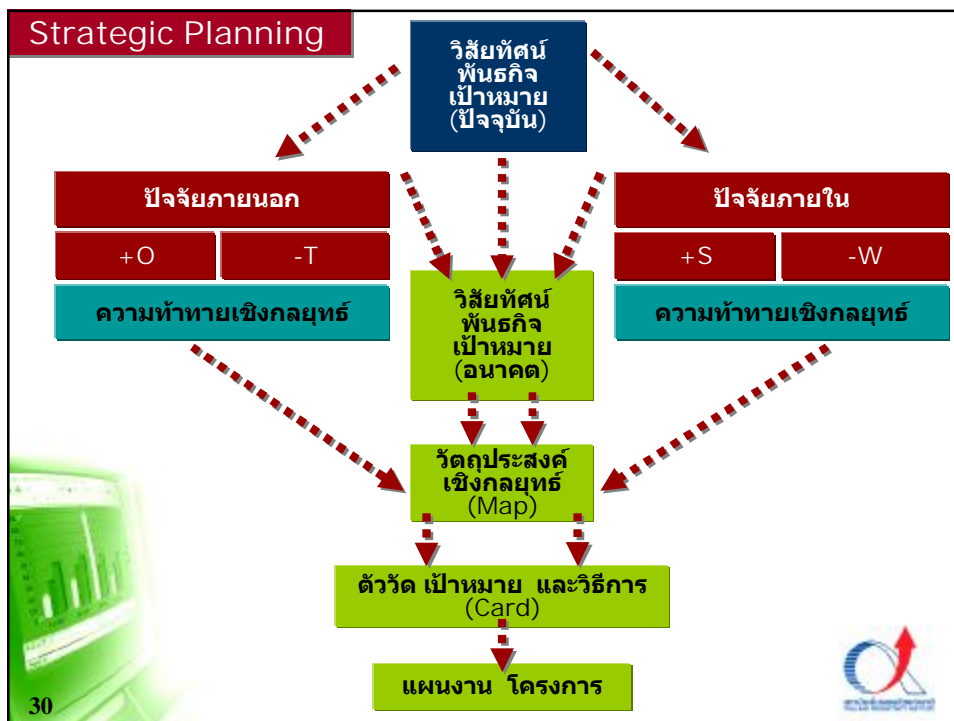 Strategic Planning
วิสัยทัศน์
พันธกิจ
เป้าหมาย
(ปัจจุบัน)
ปัจจัยภายนอก
+O
-T
ความท้าทายเชิงกลยุทธ์
ปัจจัยภายใน
+S
-W
ความท้าทายเชิงกลยุทธ์
วิสัยทัศน์
พันธกิจ
เป้าหมาย
(อนาคต)
วัตถุประสงค์
เชิงกลยุทธ์
(Map)
ตัววัด เป้าหมาย และวิธีการ
(Card)
แผนงาน โครงการ
30